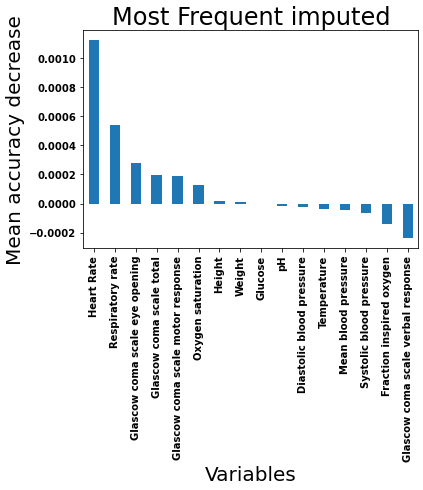 Most Frequent imputed
Mean accuracy decrease
0.0010
0.0008
0.0006
0.0004
0.0002
0.0000
−0.0002
Heart Rate
Respiratory rate
Glascow coma scale eye opening
Glascow coma scale total
Glascow coma scale motor response
Oxygen saturation
Height
Weight
Glucose
pH
Diastolic blood pressure
Temperature
Mean blood pressure
Systolic blood pressure
Fraction inspired oxygen
Glascow coma scale verbal response
Variables